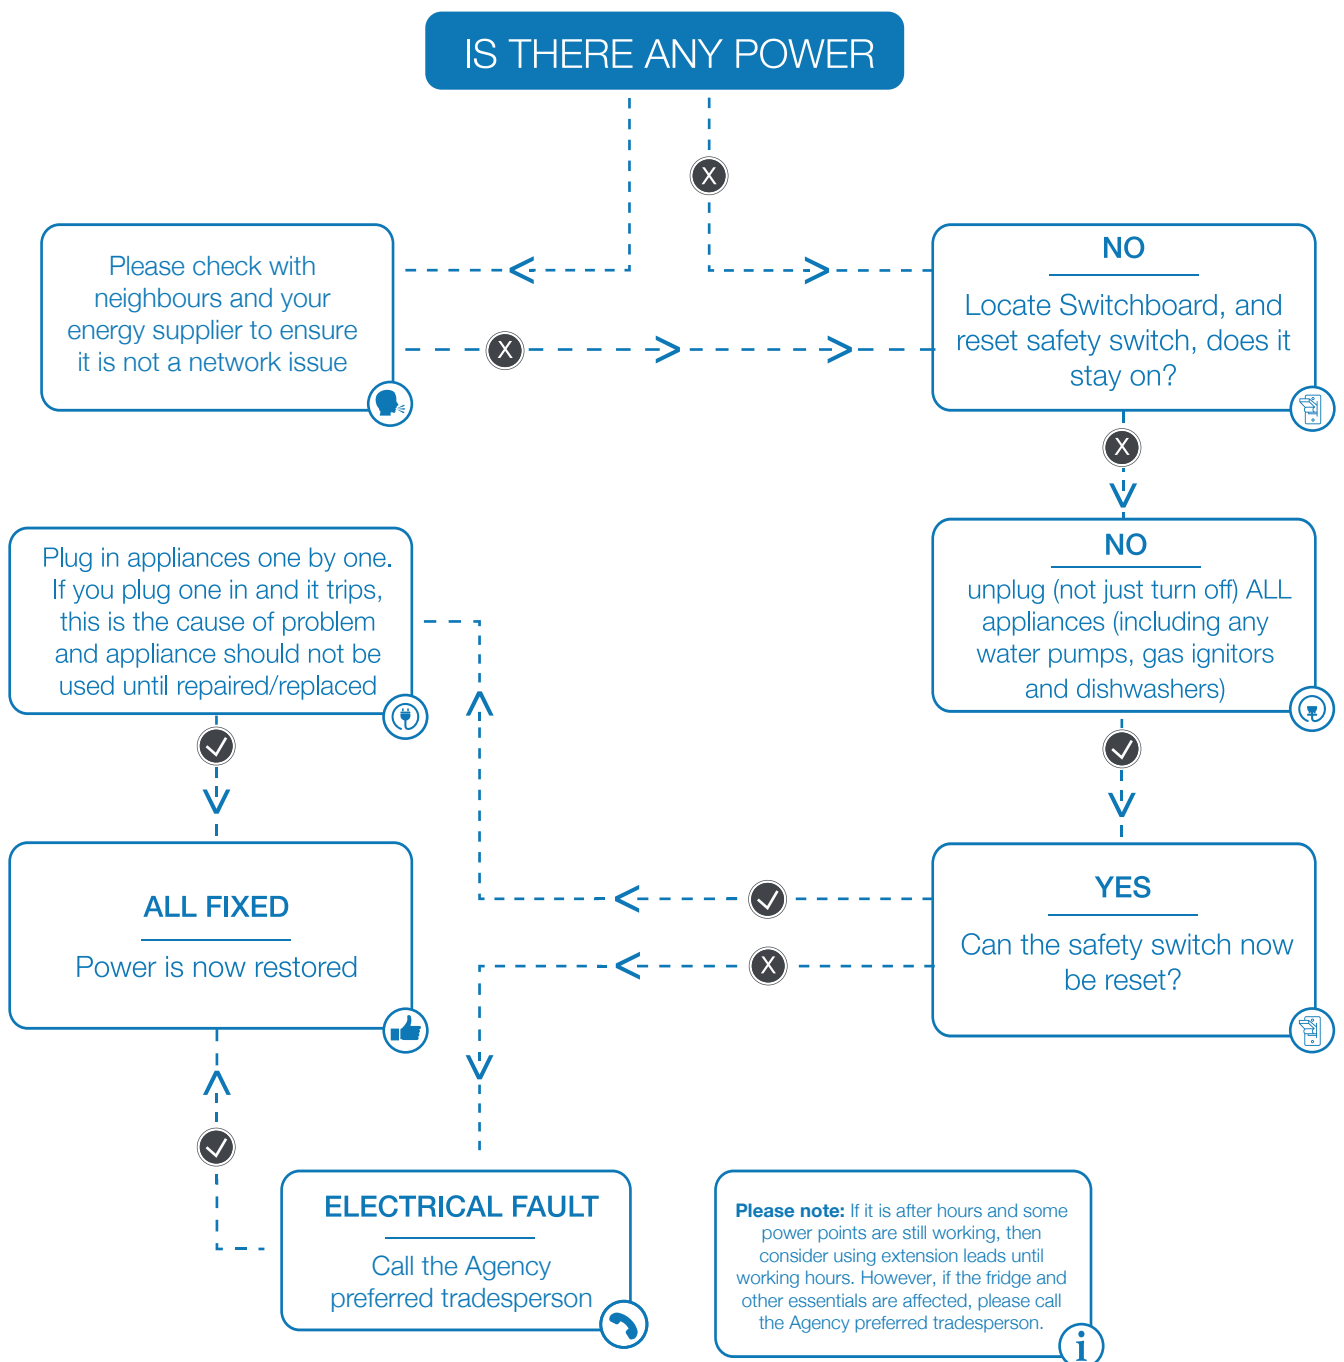 IS THERE ANY POWER
X
Please check with
neighbours and your
energy supplier to ensure
it is not a network issue
X
NO
Locate Switchboard, and
reset safety switch, does it
stay on?
X
Plug in appliances one by one.
If you plug one in and it trips,
this is the cause of problem
and appliance should not be
used until repaired/replaced
NO
unplug (not just turn off) ALL
appliances (including any
water pumps, gas ignitors
and dishwashers)
ALL FIXED
Power is now restored
YES
Can the safety switch now
be reset?
X
ELECTRICAL FAULT
Call the Agency
preferred tradesperson
Please note: If it is after hours and some
power points are still working, then
consider using extension leads until
working hours. However, if the fridge and
other essentials are affected, please call
the Agency preferred tradesperson.
i